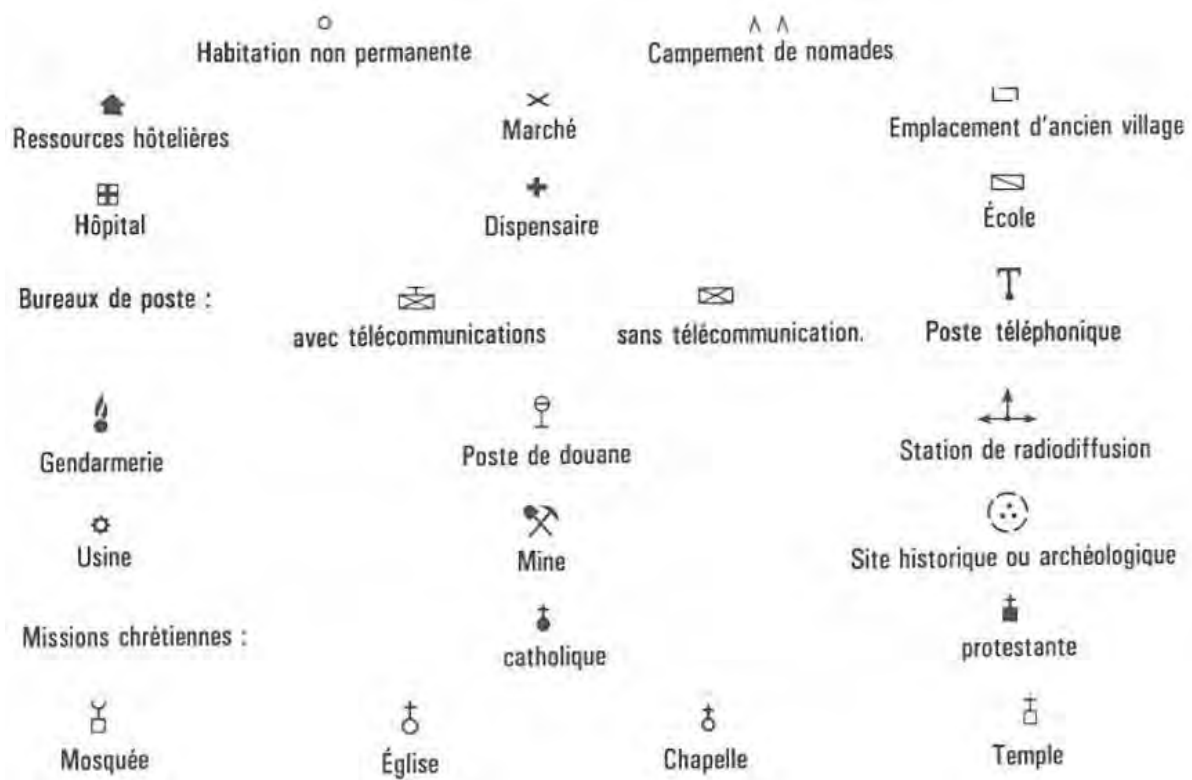 Habitation non permanente
Campement de nomades
Ressources hôtelières
Marché
Emplacement d'ancien village
Hôpital
Dispensaire
École
Bureaux de poste :
avec télécommunications
sans télécommunication.
Poste téléphonique
Gendarmerie
Poste de douane
Station de radiodiffusion
Usine
Mine
Site historique ou archéologique
Missions chrétiennes :
catholique
protestante
Mosquée
Église
Chapelle
Temple